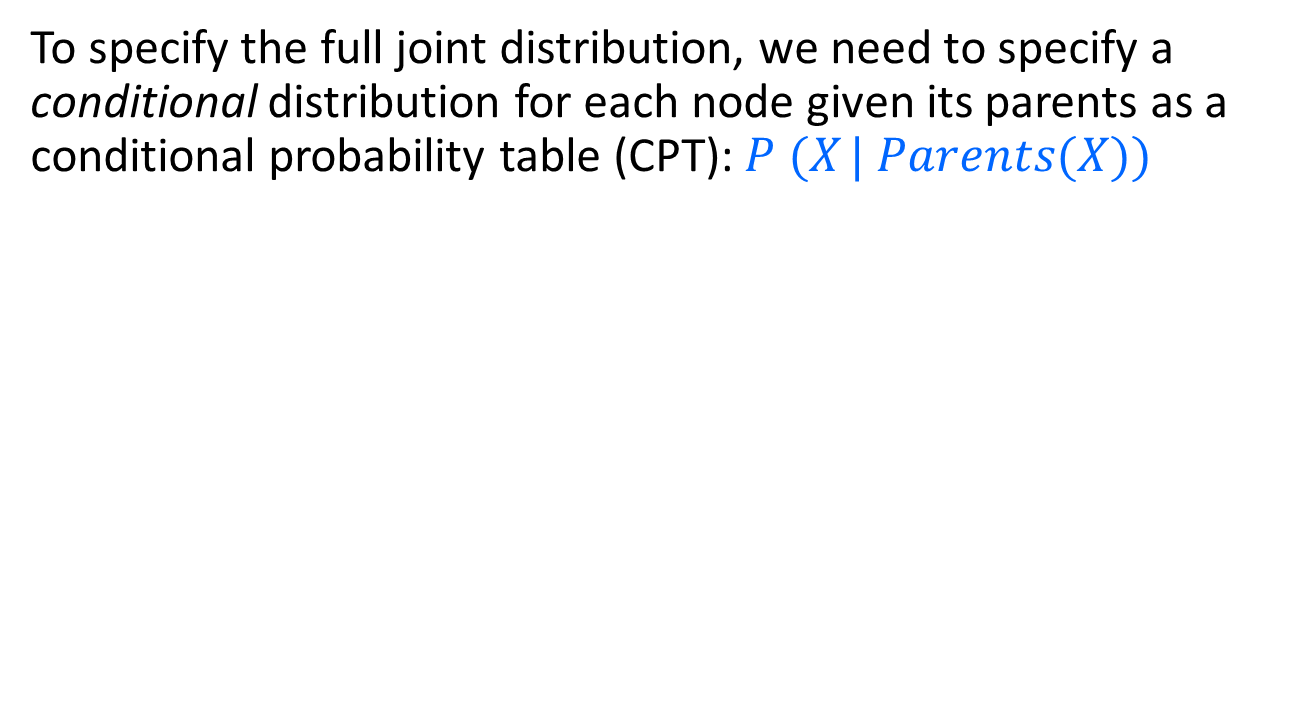 To specify the full joint distribution, we need to specify a
conditional distribution for each node given its parents as a
conditional probability table (CPT): P (X | Parents(X))